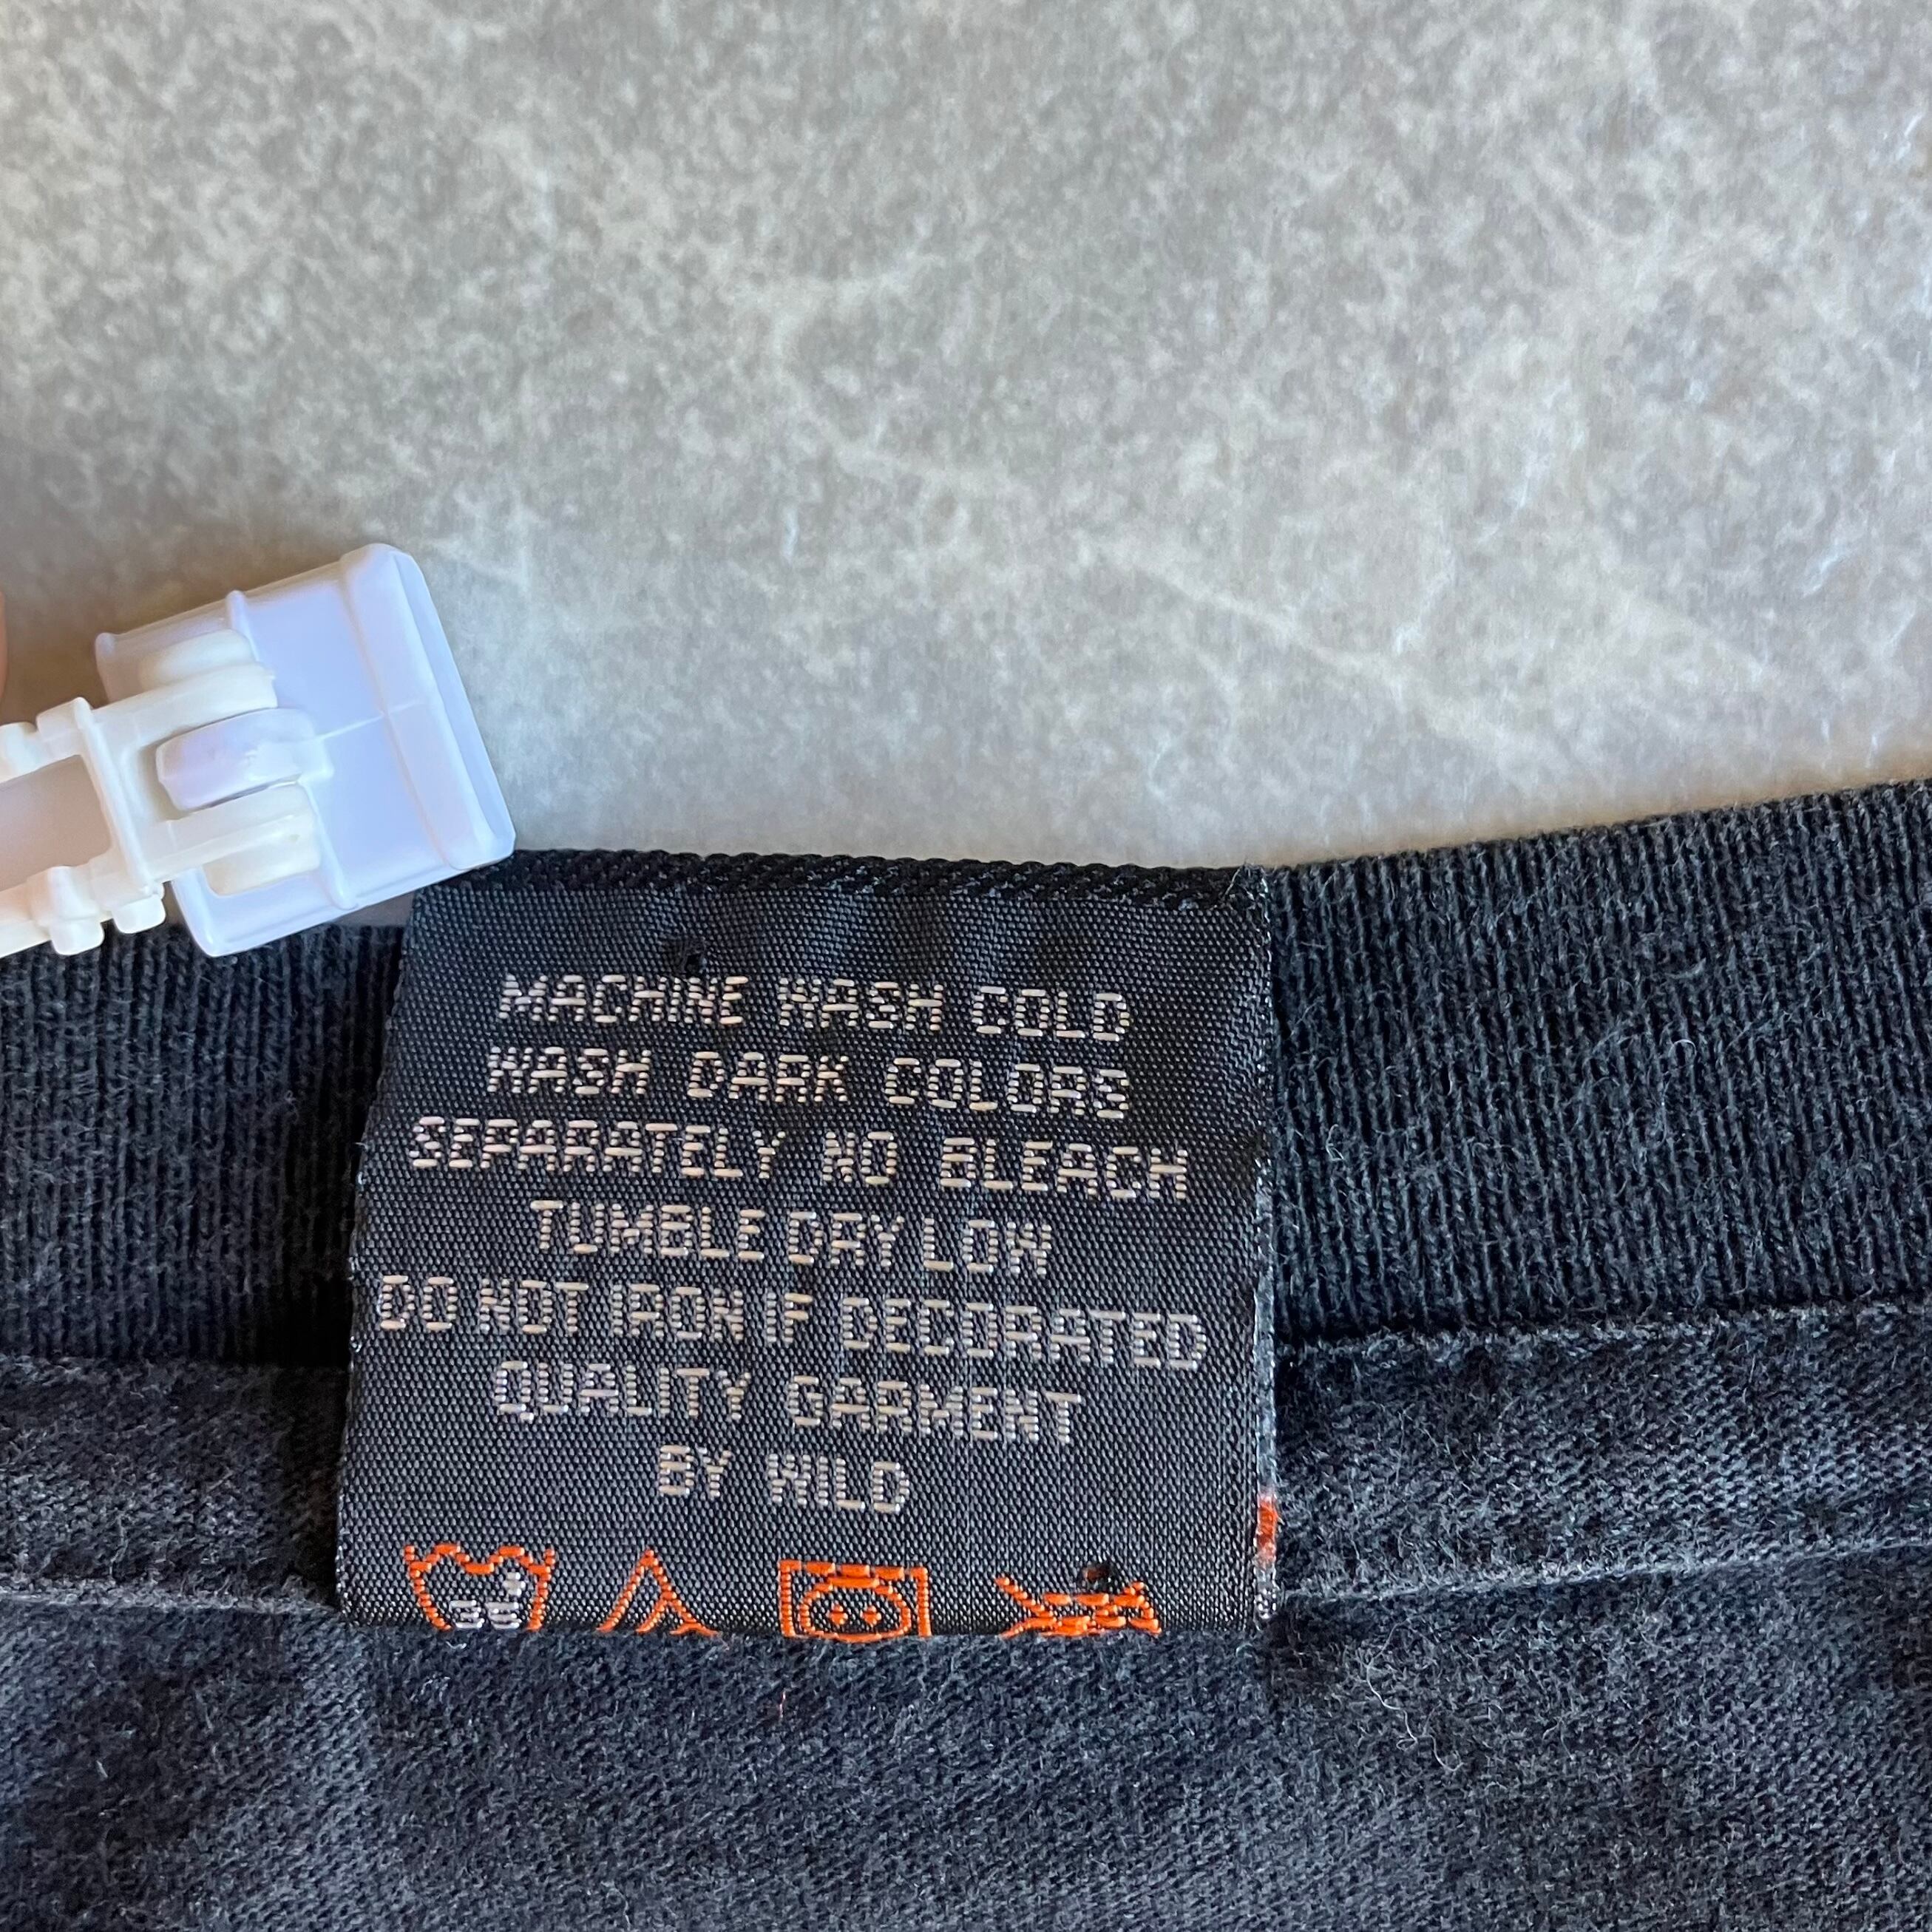 MACHINE WASH COLD
WASH DARK COLORS
SEPARATELY NO BLEACH
TUMBLE DRY LOW
DO NOT IRON IF DECORATED
QUALITY GARMENT
BY WILD